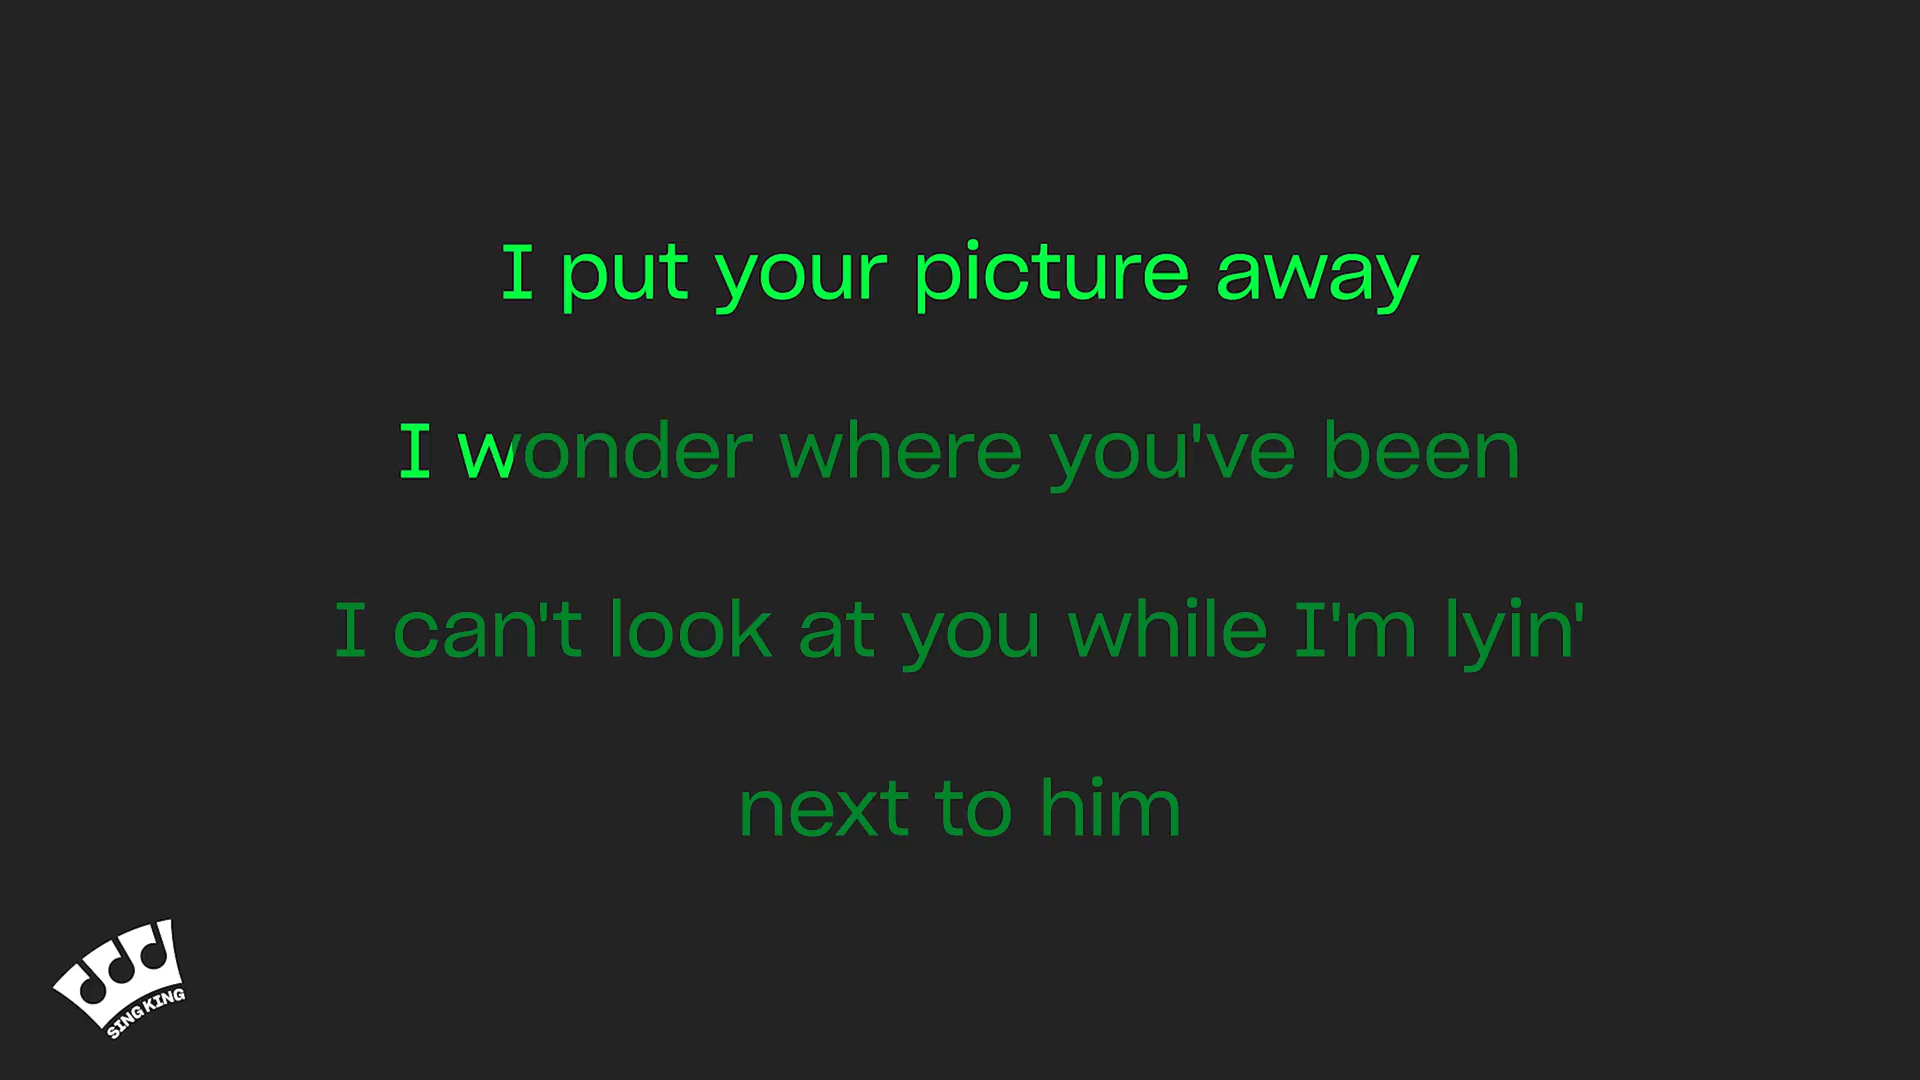 I put your picture away
I wonder where you've been
I can't look at you while I'm lyin'
next to him
SING KING